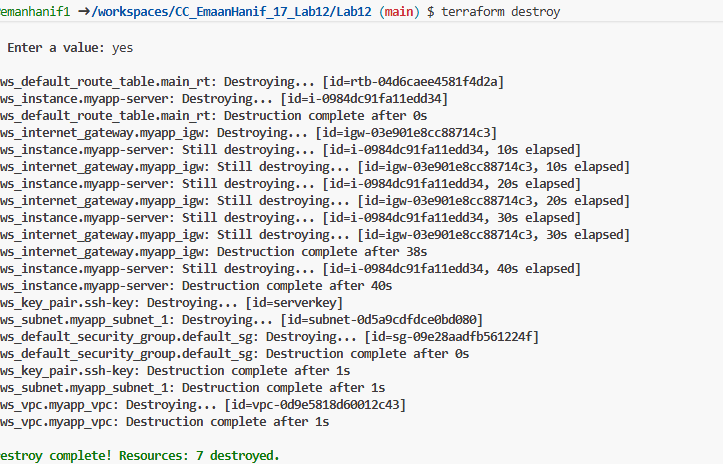 emanhanif1 →/workspaces/CC_EmaanHanif_17_Lab12/Lab12 (main) $ terraform destroy
Enter a value: yes
ws_default_route_table.main_rt: Destroying... [id=rtb-04d6caee4581f4d2a]
ws_instance.myapp-server: Destroying... [id=i-0984dc91fa11edd34]
ws_default_route_table.main_rt: Destruction complete after 0s
ws_internet_gateway.myapp_igw: Destroying... [id=igw-03e901e8cc88714c3]
ws_instance.myapp-server: Still destroying... [id=i-0984dc91fa11edd34, 10s elapsed]
ws_internet_gateway.myapp_igw: Still destroying... [id=igw-03e901e8cc88714c3, 10s elapsed]
ws_instance.myapp-server: Still destroying... [id=i-0984dc91fa11edd34, 20s elapsed]
ws_internet_gateway.myapp_igw: Still destroying... [id=igw-03e901e8cc88714c3, 20s elapsed]
ws_instance.myapp-server: Still destroying... [id=i-0984dc91fa11edd34, 30s elapsed]
ws_internet_gateway.myapp_igw: Still destroying... [id=igw-03e901e8cc88714c3, 30s elapsed]
ws_internet_gateway.myapp_igw: Destruction complete after 38s
ws_instance.myapp-server: Still destroying... [id=i-0984dc91fa11edd34, 40s elapsed]
ws_instance.myapp-server: Destruction complete after 40s
ws_key_pair.ssh-key: Destroying... [id=serverkey]
ws_subnet.myapp_subnet_1: Destroying... [id=subnet-0d5a9cdfdce0bd080]
ws_default_security_group.default_sg: Destroying... [id=sg-09e28aadfb561224f]
ws_default_security_group.default_sg: Destruction complete after 0s
ws_key_pair.ssh-key: Destruction complete after 1s
ws_subnet.myapp_subnet_1: Destruction complete after 1s
ws_vpc.myapp_vpc: Destroying... [id=vpc-0d9e5818d60012c43]
ws_vpc.myapp_vpc: Destruction complete after 1s
estroy complete! Resources: 7 destroyed.